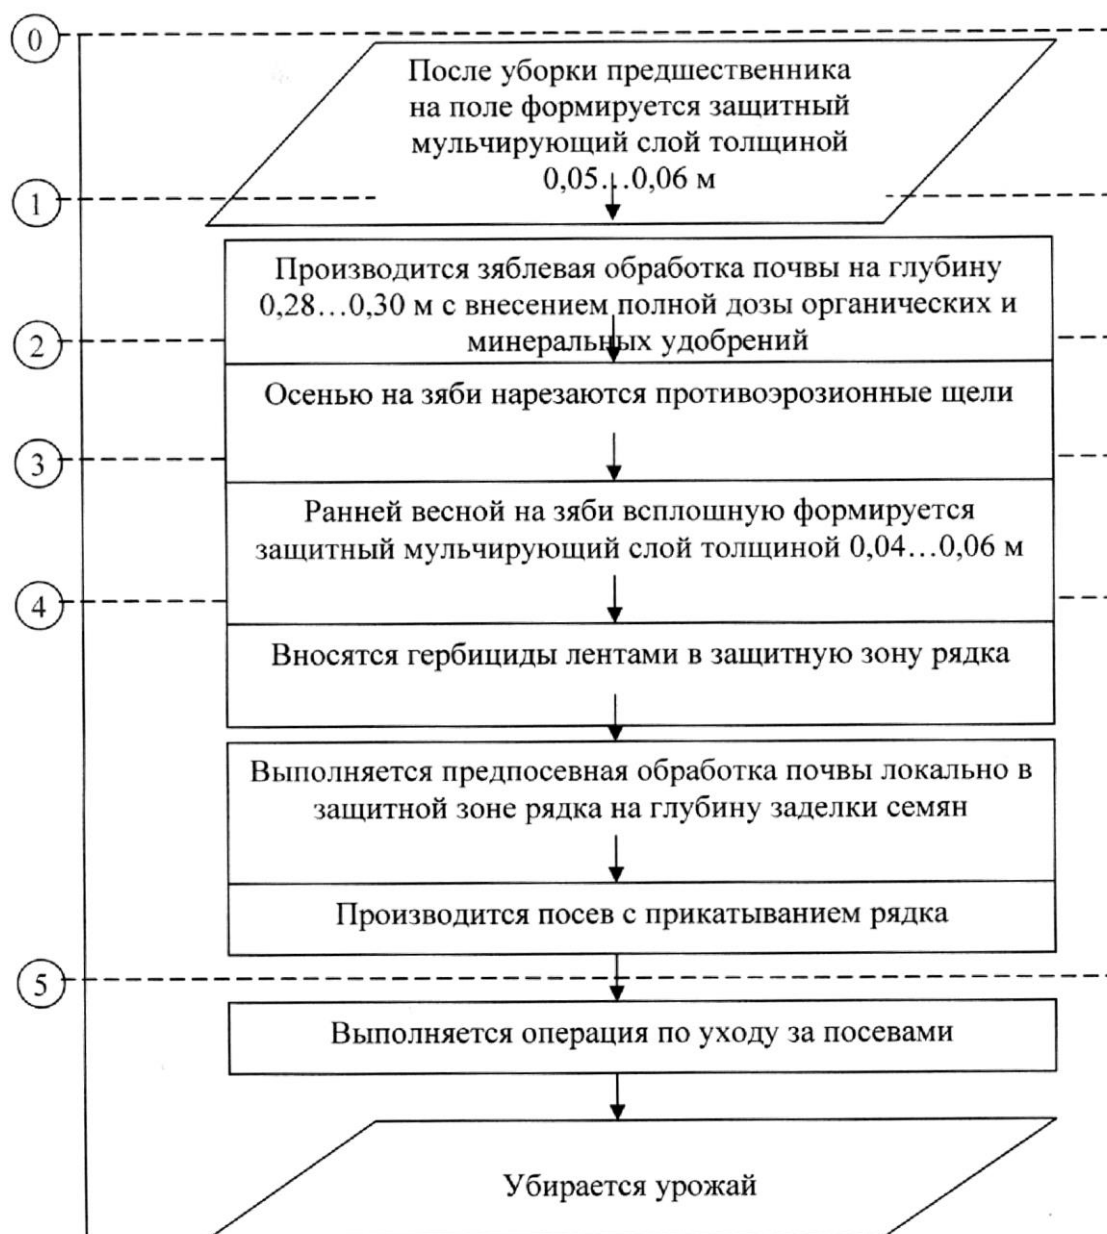 0
После уборки предшественника
на поле формируется защитный
мульчирующий слой толщиной
0,05…0,06 м
1
Производится зяблевая обработка почвы на глубину
0,28…0,30 м с внесением полной дозы органических и
минеральных удобрений
2
Осенью на зяби нарезаются противоэрозионные щели
3
Ранней весной на зяби всплошную формируется
защитный мульчирующий слой толщиной 0,04…0,06 м
4
Вносятся гербициды лентами в защитную зону рядка
Выполняется предпосевная обработка почвы локально в
защитной зоне рядка на глубину заделки семян
Производится посев с прикатыванием рядка
5
Выполняется операция по уходу за посевами
Убирается урожай